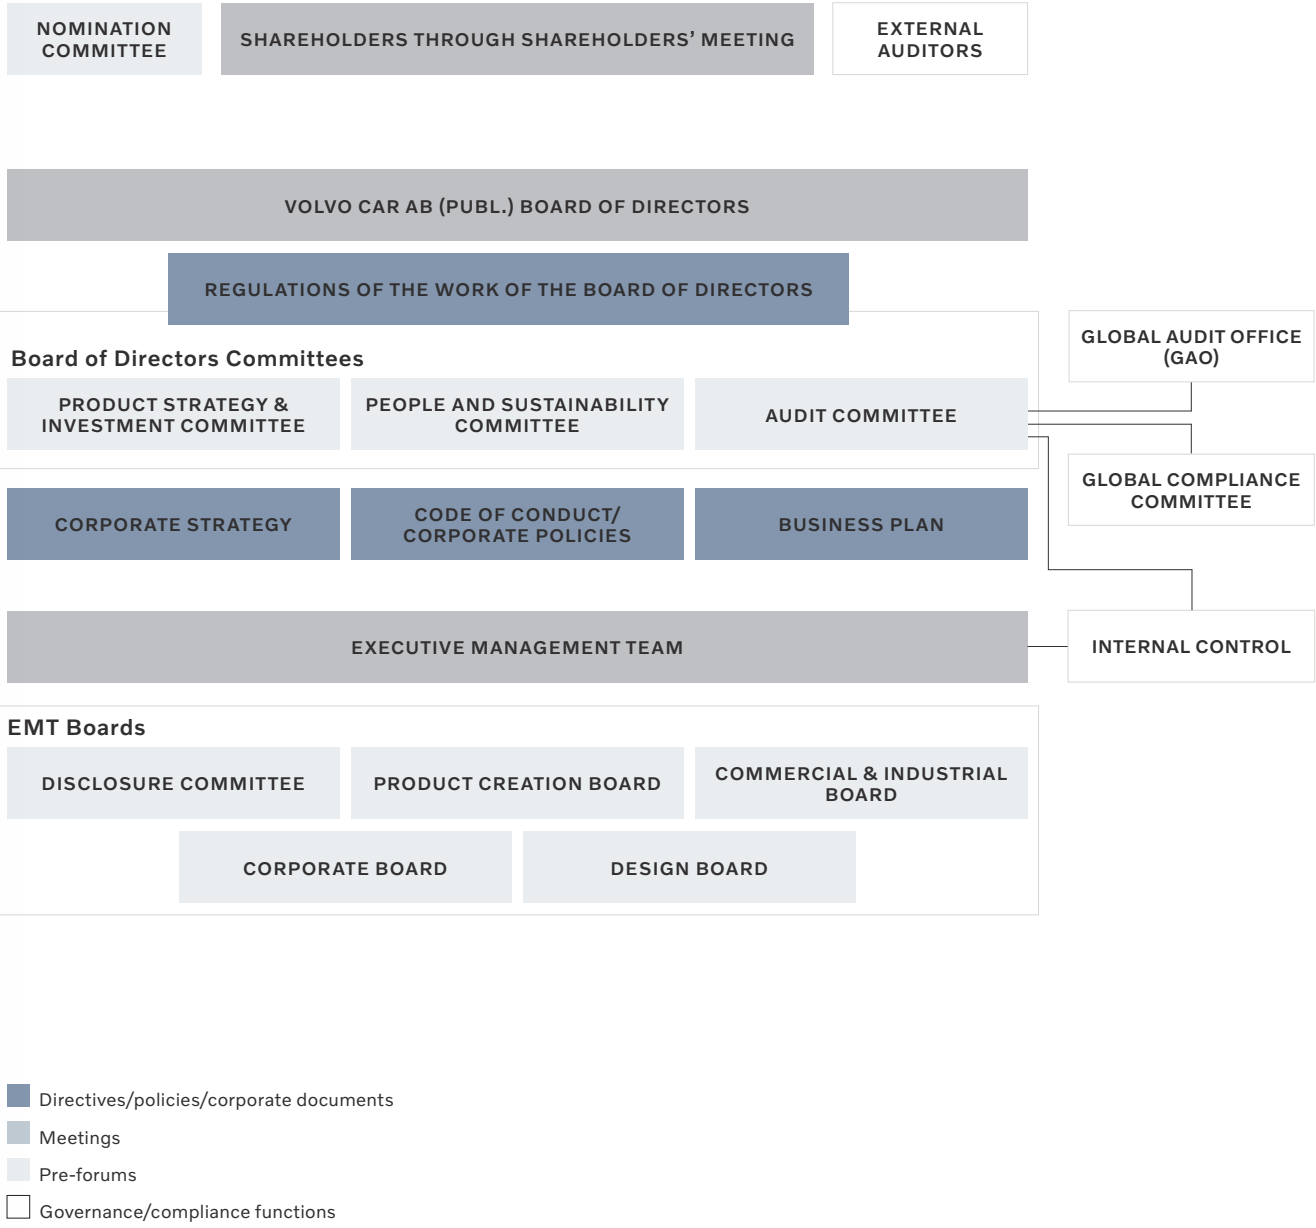 NOMINATION
COMMITTEE
SHAREHOLDERS THROUGH SHAREHOLDERS’ MEETING
EXTERNAL
AUDITORS
VOLVO CAR AB (PUBL.) BOARD OF DIRECTORS
REGULATIONS OF THE WORK OF THE BOARD OF DIRECTORS
Board of Directors Committees
PRODUCT STRATEGY &
INVESTMENT COMMITTEE
PEOPLE AND SUSTAINABILITY
COMMITTEE
AUDIT COMMITTEE
GLOBAL AUDIT OFFICE
(GAO)
GLOBAL COMPLIANCE
COMMITTEE
CORPORATE STRATEGY
CODE OF CONDUCT/
CORPORATE POLICIES
BUSINESS PLAN
EXECUTIVE MANAGEMENT TEAM
INTERNAL CONTROL
EMT Boards
DISCLOSURE COMMITTEE
PRODUCT CREATION BOARD
COMMERCIAL & INDUSTRIAL
BOARD
CORPORATE BOARD
DESIGN BOARD
Directives/policies/corporate documents
Meetings
Pre-forums
Governance/compliance functions